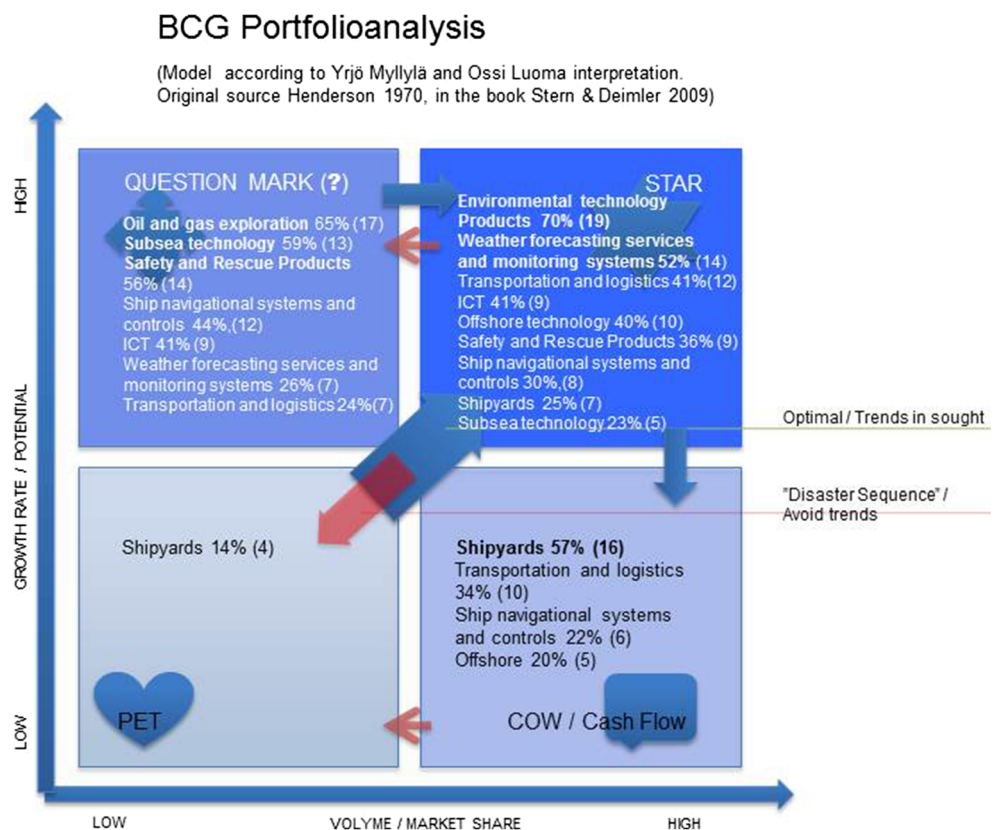 BCG Portfolioanalysis
(Model according to Yrjö Myllylä and Ossi Luoma interpretation.
Original source Henderson 1970, in the book Stern & Deimler 2009)
HIGH
GROWTH RATE / POTENTIAL
LOW
QUESTION MARK (?)
Oil and gas exploration 65% (17)
Subsea technology 59% (13)
Safety and Rescue Products
56% (14)
Ship navigational systems and
controls 44%,(12)
ICT 41% (9)
Weather forecasting services and
monitoring systems 26% (7)
Transportation and logistics 24%(7)
STAR
Environmental technology
Products 70% (19)
Weather forecasting services
and monitoring systems 52% (14)
Transportation and logistics 41%(12)
ICT 41% (9)
Offshore technology 40% (10)
Safety and Rescue Products 36% (9)
Ship navigational systems and
controls 30%,(8)
Shipyards 25% (7)
Subsea technology 23% (5)
Optimal / Trends in sought
"Disaster Sequence" /
Avoid trends
Shipyards 14% (4)
PET
Shipyards 57% (16)
Transportation and logistics
34% (10)
Ship navigational systems
and controls 22% (6)
Offshore 20% (5)
COW / Cash Flow
LOW
VOLYME / MARKET SHARE
HIGH